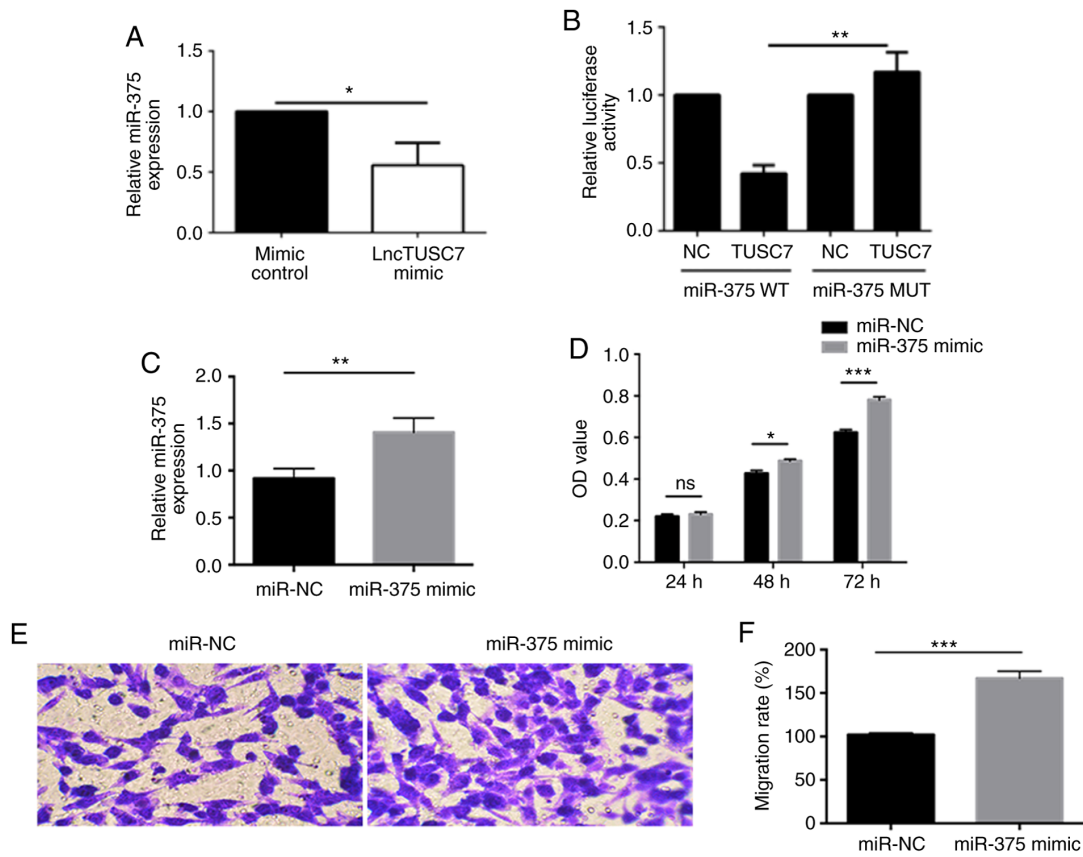 A
Relative miR-375
expression
1.5
1.0
0.5
0.0
*
Mimic
control
LncTUSC7
mimic
B
Relative luciferase
activity
1.5
1.0
0.5
0.0
**
NC
TUSC7
NC
TUSC7
miR-375 WT
miR-375 MUT
C
Relative miR-375
expression
2.0
1.5
1.0
0.5
0.0
**
miR-NC
miR-375 mimic
D
miR-NC
miR-375 mimic
OD value
1.0
0.8
0.6
0.4
0.2
0.0
ns
*
***
24 h
48 h
72 h
E
miR-NC
miR-375 mimic
F
Migration rate (%)
200
150
100
50
0
***
miR-NC
miR-375 mimic